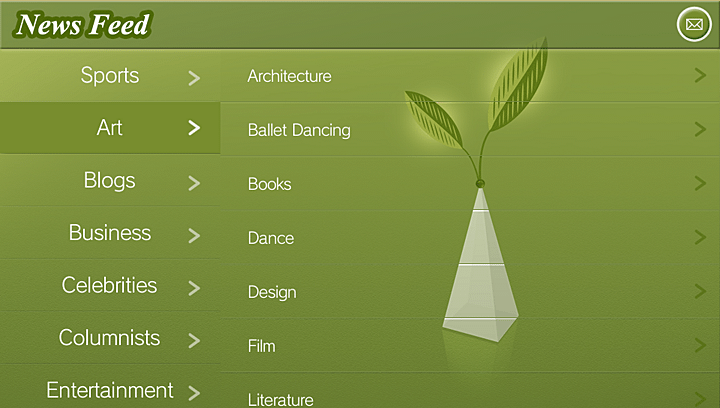 News Feed
Sports
Art
Blogs
Business
Celebrities
Columnists
Entertainment
Architecture
Ballet Dancing
Books
Dance
Design
Film
Literature